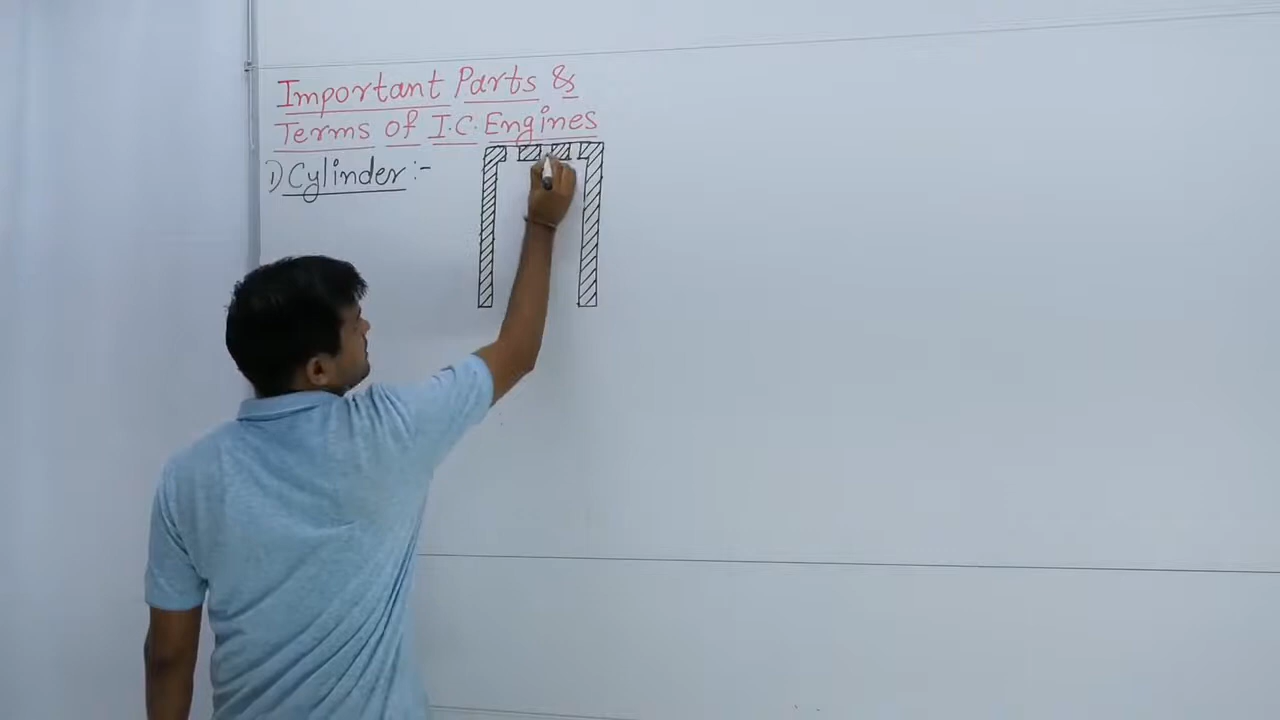 Important Parts &
Terms of I.C. Engines
1) Cylinder :-